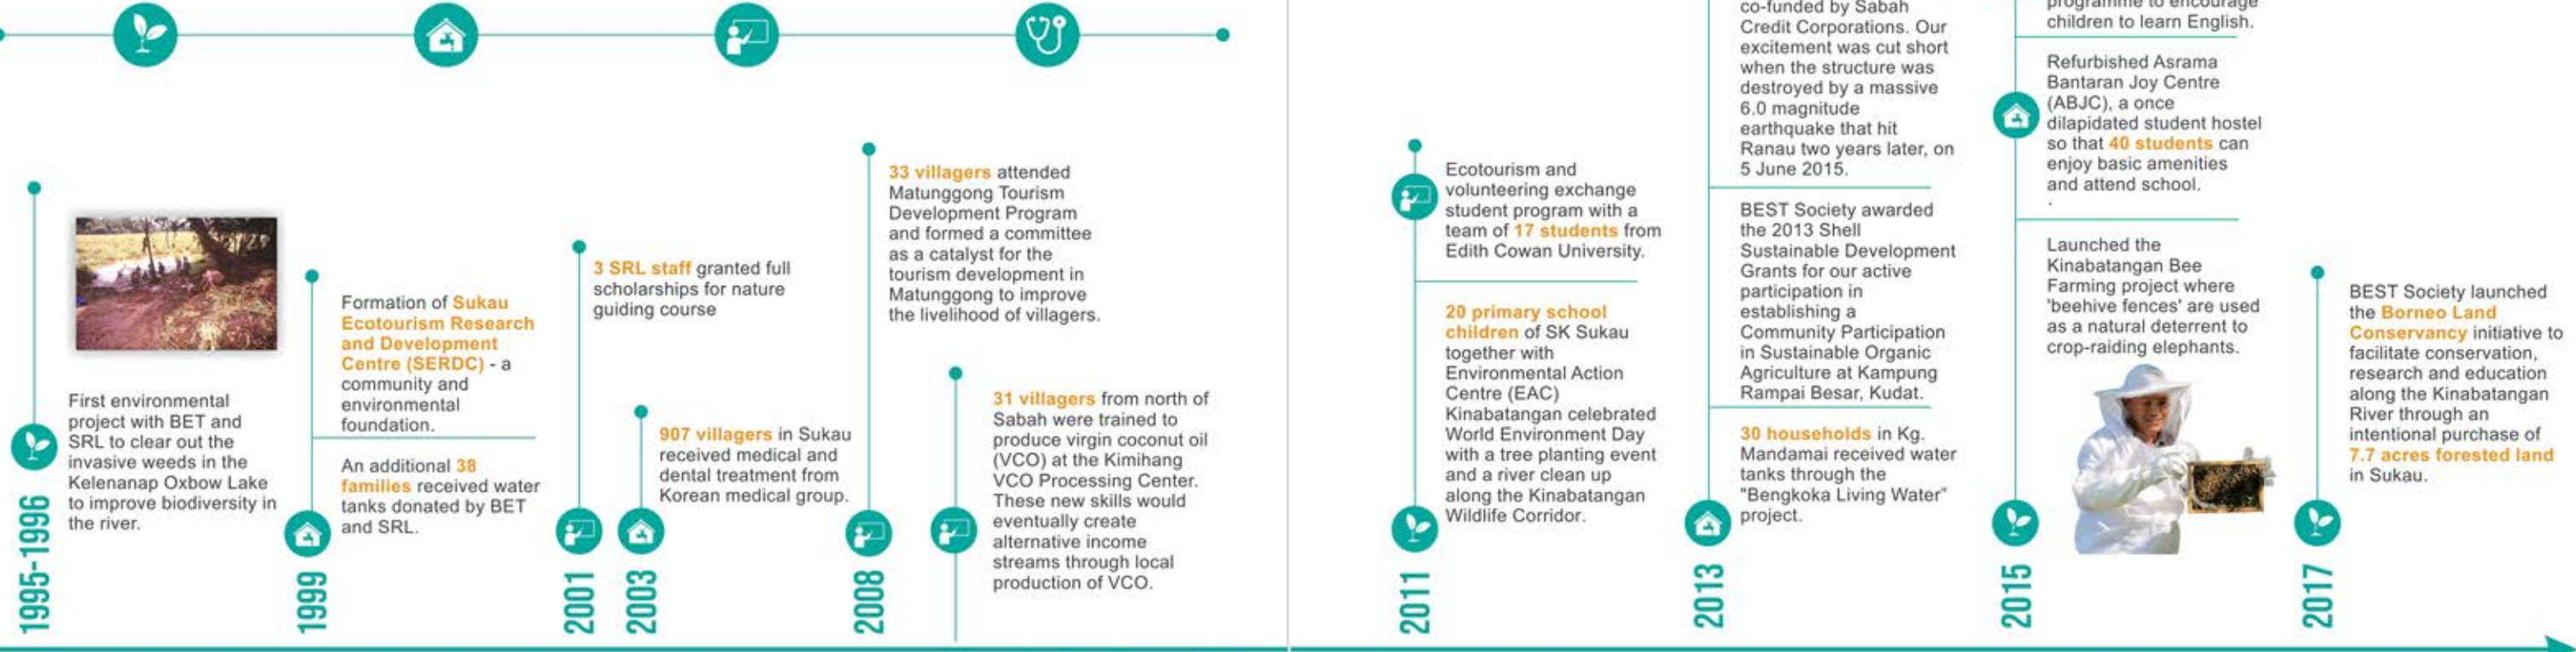 First environmental
project with BET and
SRL to clear out the
invasive weeds in the
Kelenanap Oxbow Lake
to improve biodiversity in
the river.
1995-1996
Formation of Sukau
Ecotourism Research
and Development
Centre (SERDC) - a
community and
environmental
foundation.
An additional 38
families received water
tanks donated by BET
and SRL.
1999
3 SRL staff granted full
scholarships for nature
guiding course
2001
907 villagers in Sukau
received medical and
dental treatment from
Korean medical group.
2003
33 villagers attended
Matunggong Tourism
Development Program
and formed a committee
as a catalyst for the
tourism development in
Matunggong to improve
the livelihood of villagers.
2008
31 villagers from north of
Sabah were trained to
produce virgin coconut oil
(VCO) at the Kimihang
VCO Processing Center.
These new skills would
eventually create
alternative income
streams through local
production of VCO.
Ecotourism and
volunteering exchange
student program with a
team of 17 students from
Edith Cowan University.
20 primary school
children of SK Sukau
together with
Environmental Action
Centre (EAC)
Kinabatangan celebrated
World Environment Day
with a tree planting event
and a river clean up
along the Kinabatangan
Wildlife Corridor.
2011
co-funded by Sabah
Credit Corporations. Our
excitement was cut short
when the structure was
destroyed by a massive
6.0 magnitude
earthquake that hit
Ranau two years later, on
5 June 2015.
BEST Society awarded
the 2013 Shell
Sustainable Development
Grants for our active
participation in
establishing a
Community Participation
in Sustainable Organic
Agriculture at Kampung
Rampai Besar, Kudat.
30 households in Kg.
Mandamai received water
tanks through the
"Bengkoka Living Water"
project.
2013
programme to encourage
children to learn English.
Refurbished Asrama
Bantaran Joy Centre
(ABJC), a once
dilapidated student hostel
so that 40 students can
enjoy basic amenities
and attend school.
.
Launched the
Kinabatangan Bee
Farming project where
'beehive fences' are used
as a natural deterrent to
crop-raiding elephants.
2015
BEST Society launched
the Borneo Land
Conservancy initiative to
facilitate conservation,
research and education
along the Kinabatangan
River through an
intentional purchase of
7.7 acres forested land
in Sukau.
2017